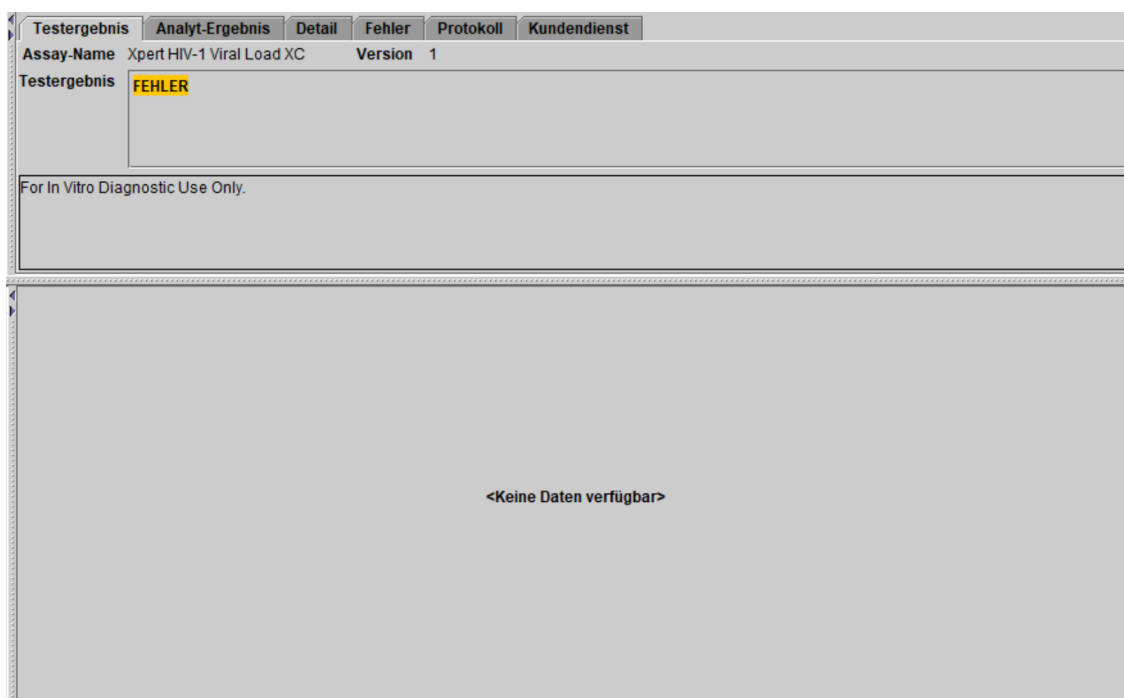 Testergebnis Analyt-Ergebnis Detail Fehler Protokoll Kundendienst
Assay-Name Xpert HIV-1 Viral Load XC Version 1
Testergebnis FEHLER
For In Vitro Diagnostic Use Only.
<Keine Daten verfügbar>